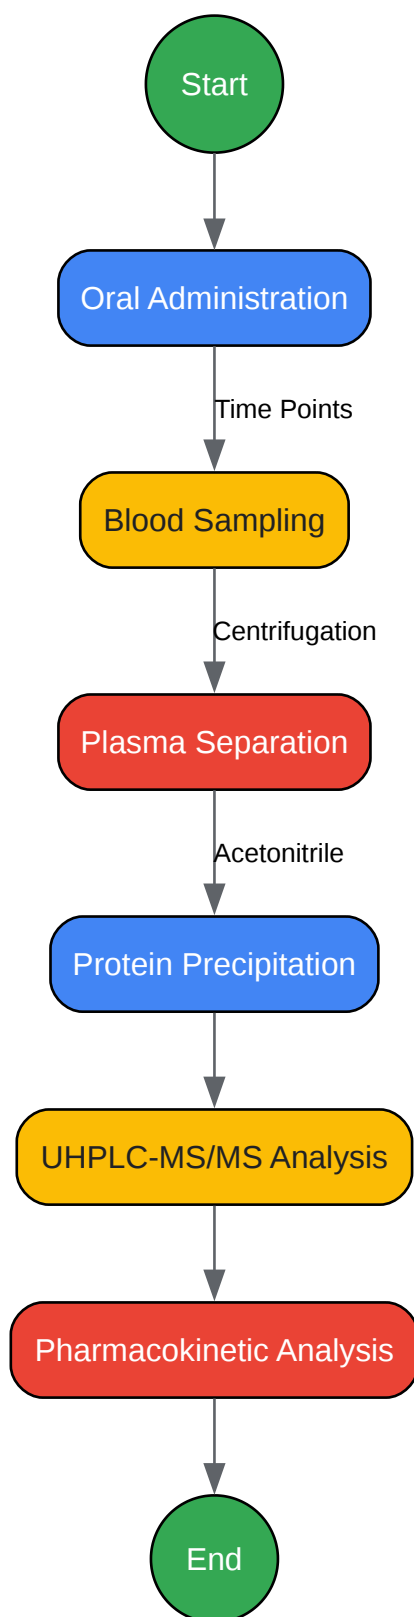 Start
Oral Administration
Time Points
Blood Sampling
Centrifugation
Plasma Separation
Acetonitrile
Protein Precipitation
UHPLC-MS/MS Analysis
Pharmacokinetic Analysis
End